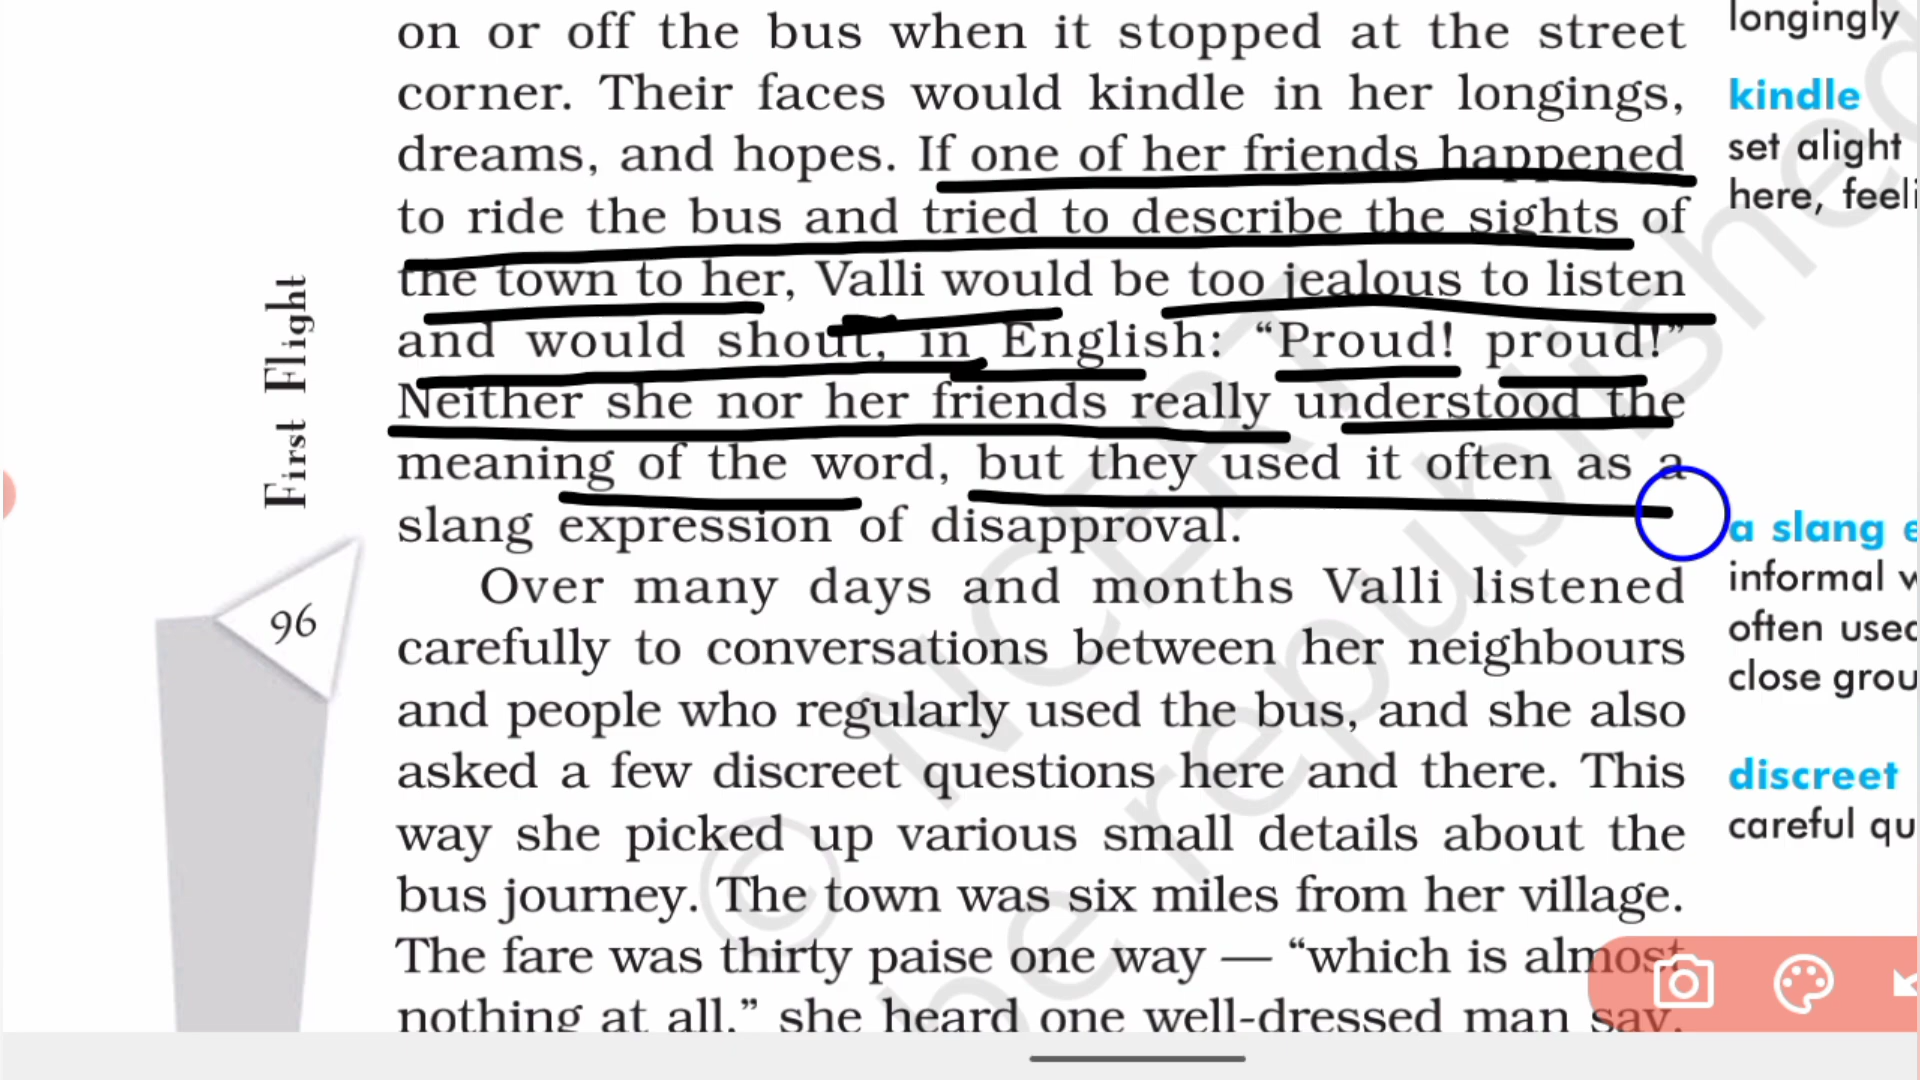 on or off the bus when it stopped at the street
corner. Their faces would kindle in her longings,
dreams, and hopes. If one of her friends happened
to ride the bus and tried to describe the sights of
the town to her, Valli would be too jealous to listen
and would shout, in English: “Proud! proud!”
Neither she nor her friends really understood the
meaning of the word, but they used it often as a
slang expression of disapproval.
Over many days and months Valli listened
carefully to conversations between her neighbours
and people who regularly used the bus, and she also
asked a few discreet questions here and there. This
way she picked up various small details about the
bus journey. The town was six miles from her village.
The fare was thirty paise one way — “which is almost
nothing at all,” she heard one well-dressed man say,
longingly
kindle
set alight
here,
a slang
informal
often
close
discreet
careful
First Flight
96
© NCERT
be republished